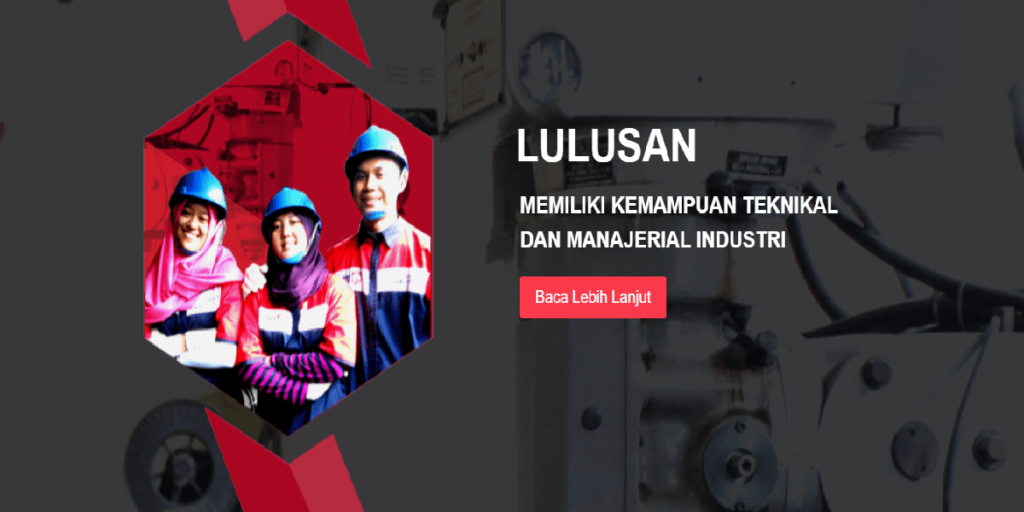 LULUSAN
MEMILIKI KEMAMPUAN TEKNIKAL
DAN MANAJERIAL INDUSTRI
Baca Lebih Lanjut